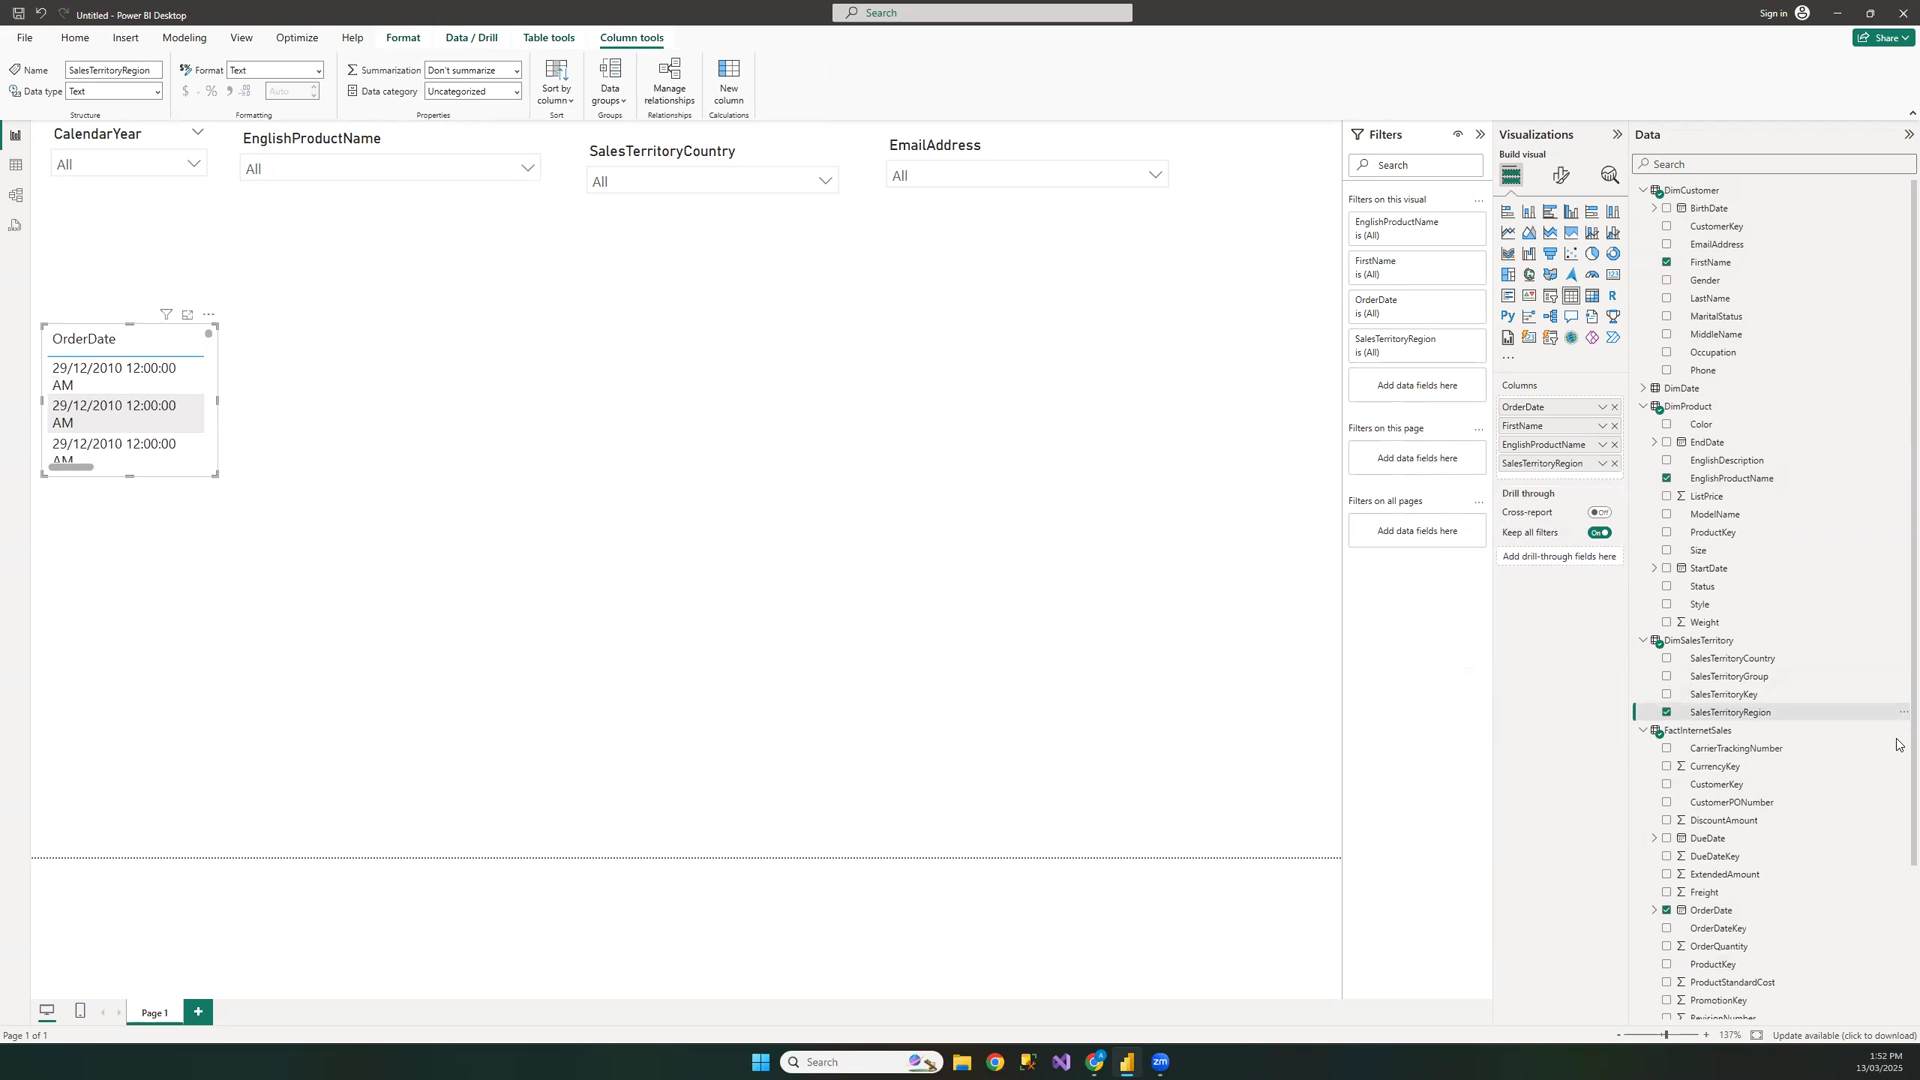 Untitled - Power BI Desktop
Search
Sign in
File
Home
Insert
Modeling
View
Optimize
Help
Format
Data / Drill
Table tools
Column tools
Share
Name
SalesTerritoryRegion
Format
Text
Summarization
Don't summarize
Sort by
column
Data
groups
Manage
relationships
New
column
Data type
Text
$
%
Auto
Data category
Uncategorized
Structure
Formatting
Properties
Sort
Groups
Relationships
Calculations
CalendarYear
All
EnglishProductName
All
SalesTerritoryCountry
All
EmailAddress
All
OrderDate
29/12/2010 12:00:00
AM
29/12/2010 12:00:00
AM
29/12/2010 12:00:00
AM
Filters
Search
Filters on this visual
...
EnglishProductName
is (All)
FirstName
is (All)
OrderDate
is (All)
SalesTerritoryRegion
is (All)
Add data fields here
Filters on this page
...
Add data fields here
Filters on all pages
...
Add data fields here
Visualizations
Build visual
123
R
Py
...
Columns
OrderDate
FirstName
EnglishProductName
SalesTerritoryRegion
Drill through
Cross-report
Off
Keep all filters
On
Add drill-through fields here
Data
Search
DimCustomer
BirthDate
CustomerKey
EmailAddress
FirstName
Gender
LastName
MaritalStatus
MiddleName
Occupation
Phone
DimDate
DimProduct
Color
EndDate
EnglishDescription
EnglishProductName
ListPrice
ModelName
ProductKey
Size
StartDate
Status
Style
Weight
DimSalesTerritory
SalesTerritoryCountry
SalesTerritoryGroup
SalesTerritoryKey
SalesTerritoryRegion
FactInternetSales
CarrierTrackingNumber
CurrencyKey
CustomerKey
CustomerPONumber
DiscountAmount
DueDate
DueDateKey
ExtendedAmount
Freight
OrderDate
OrderDateKey
OrderQuantity
ProductKey
ProductStandardCost
PromotionKey
RevisionNumber
Page 1
Page 1 of 1
137%
Update available (click to download)
Search
zm
1:52 PM
13/03/2025